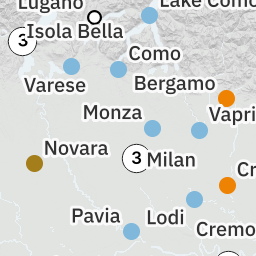 Lugano
Lake Como
3
Isola Bella
Como
Varese
Bergamo
Monza
Vapri
3
Milan
Novara
Cr
Pavia
Lodi
Cremo